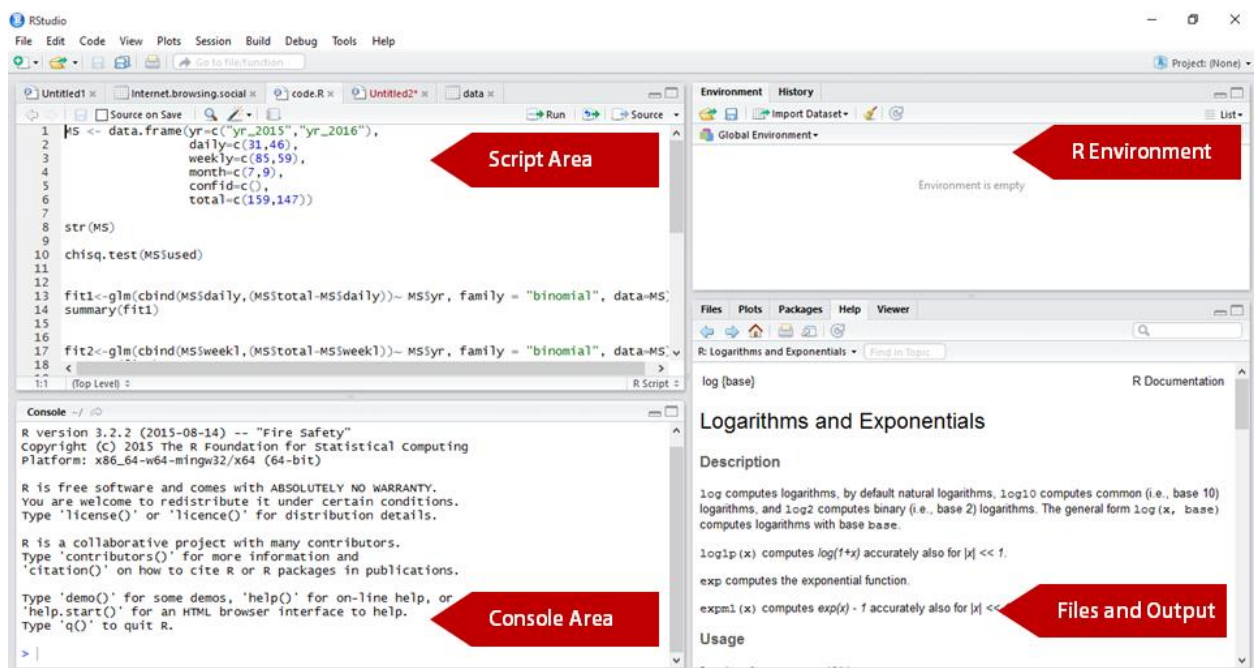 RStudio
File Edit Code View Plots Session Build Debug Tools Help
Go to file/function
Project: (None)
Untitled1 × Internet.browsing.social × code.R × Untitled2* × data ×
Source on Save Run Source
1 MS <- data.frame(yr=c("yr_2015","yr_2016"),
2 daily=c(31,46),
3 weekly=c(85,59),
4 month=c(7,9),
5 confid=c(),
6 total=c(159,147))
7
8 str(MS)
9
10 chisq.test(MS$used)
11
12
13 fit1<-glm(cbind(MS$daily,(MS$total-MS$daily))~ MS$yr, family = "binomial", data=MS)
14 summary(fit1)
15
16
17 fit2<-glm(cbind(MS$weekl,(MS$total-MS$weekl))~ MS$yr, family = "binomial", data=MS)
18
1:1 (Top Level) R Script
Script Area
Console ~/
R version 3.2.2 (2015-08-14) -- "Fire Safety"
Copyright (C) 2015 The R Foundation for Statistical Computing
Platform: x86_64-w64-mingw32/x64 (64-bit)
R is free software and comes with ABSOLUTELY NO WARRANTY.
You are welcome to redistribute it under certain conditions.
Type 'license()' or 'licence()' for distribution details.
R is a collaborative project with many contributors.
Type 'contributors()' for more information and
'citation()' on how to cite R or R packages in publications.
Type 'demo()' for some demos, 'help()' for on-line help, or
'help.start()' for an HTML browser interface to help.
Type 'q()' to quit R.
>
Console Area
Environment History
Import Dataset List
Global Environment
R Environment
Environment is empty
Files Plots Packages Help Viewer
R: Logarithms and Exponentials Find in Topic
log {base} R Documentation
Logarithms and Exponentials
Description
log computes logarithms, by default natural logarithms, log10 computes common (i.e., base 10)
logarithms, and log2 computes binary (i.e., base 2) logarithms. The general form log(x, base)
computes logarithms with base base.
log1p(x) computes log(1+x) accurately also for |x| << 1.
exp computes the exponential function.
expm1(x) computes exp(x) - 1 accurately also for |x| <<
Files and Output
Usage